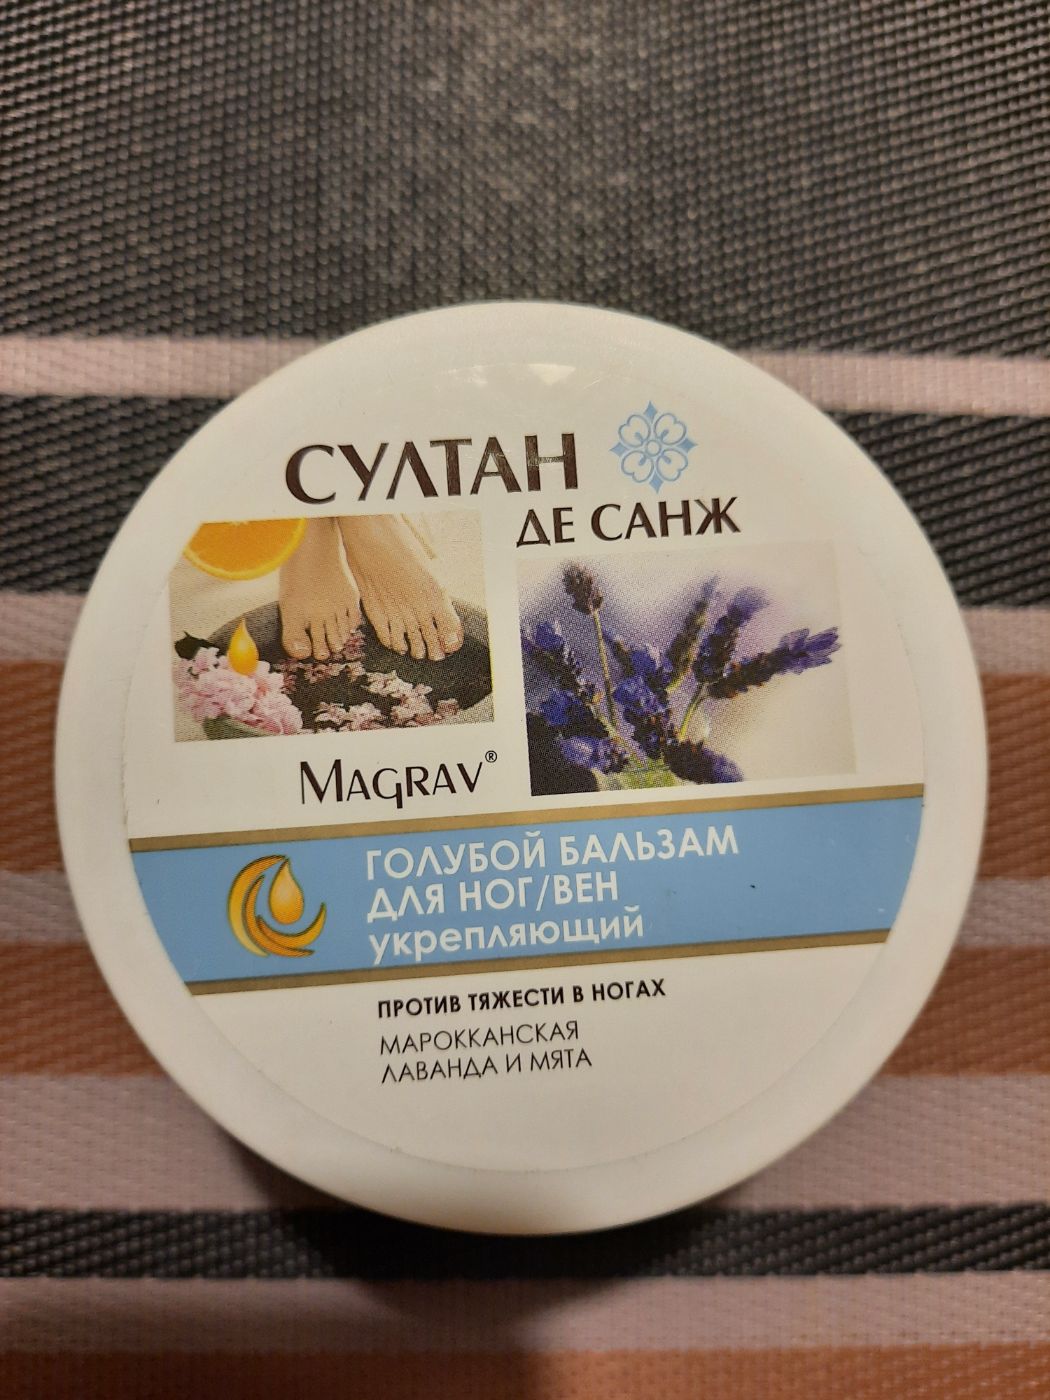 СУЛТАН
ДЕ САНЖ
MAGRAV®
ГОЛУБОЙ БАЛЬЗАМ
ДЛЯ НОГ/ВЕН
укрепляющий
ПРОТИВ ТЯЖЕСТИ В НОГАХ
МАРОККАНСКАЯ
ЛАВАНДА И МЯТА